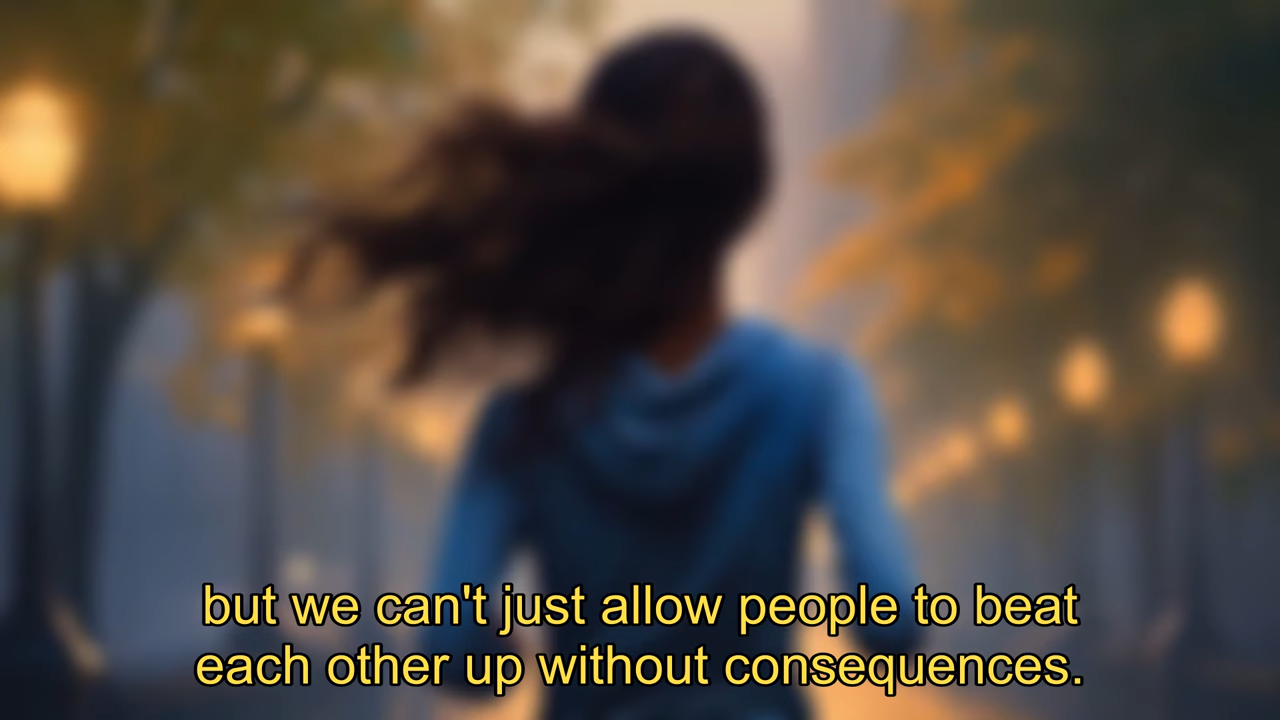 but we can't just allow people to beat
each other up without consequences.